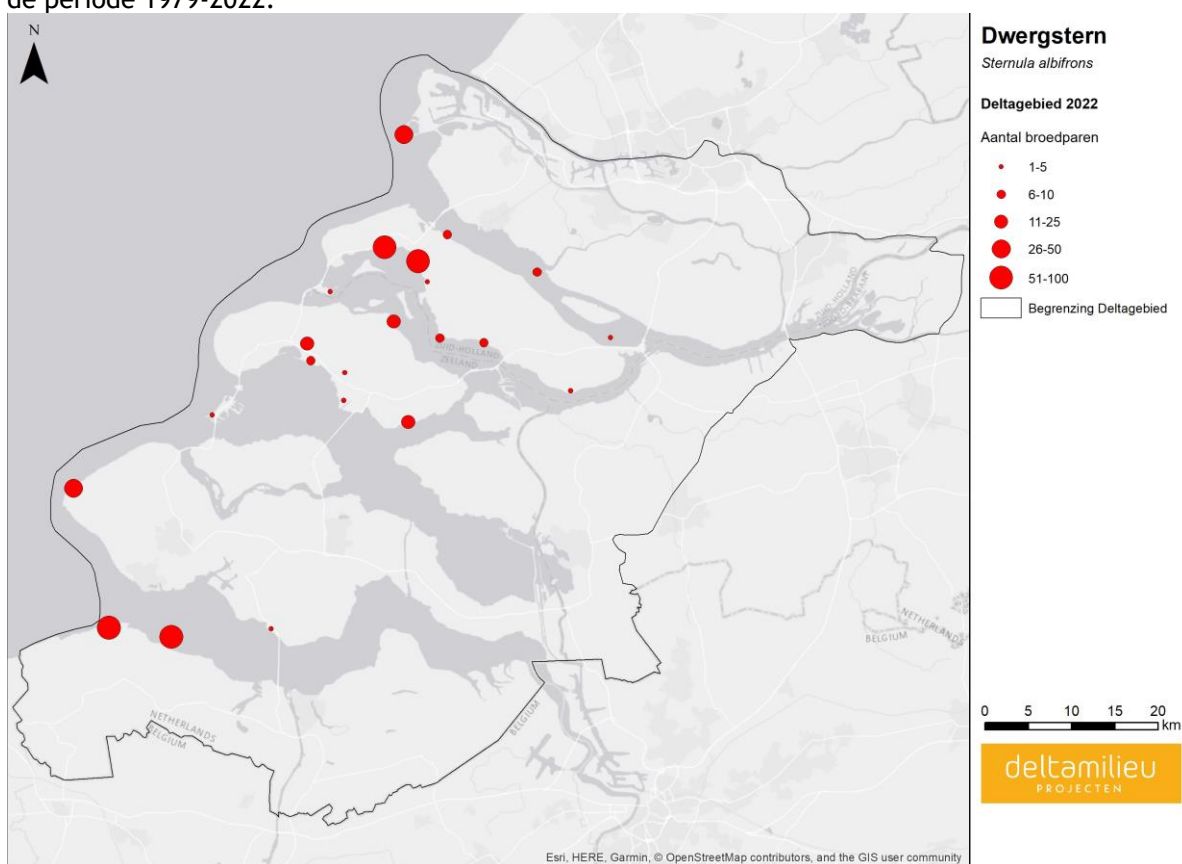 de periode 1979-2022.
N
Dwergstern
Sternula albifrons
Deltagebied 2022
Aantal broedparen
1-5
6-10
11-25
26-50
51-100
Begrenzing Deltagebied
ZUID-HOLLAND
ZEELAND
ZUID-HOLLAND
NETHERLANDS
BELGIUM
NETHERLANDS
BELGIUM
BELGIUM
0 5 10 15 20
km
deltamilieu
PROJECTEN
Esri, HERE, Garmin, © OpenStreetMap contributors, and the GIS user community